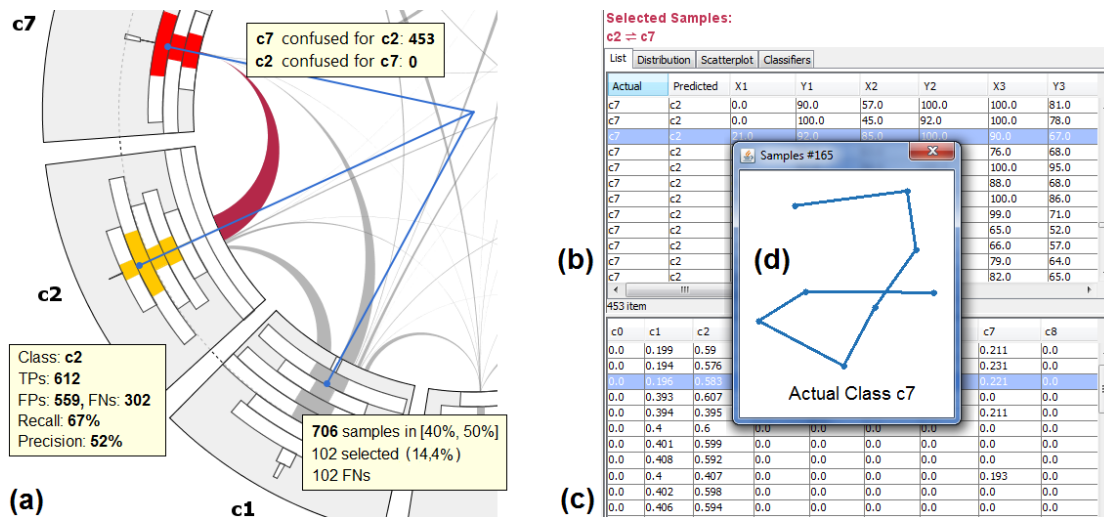 c7
c7 confused for c2: 453
c2 confused for c7: 0
c2
Class: c2
TPs: 612
FPs: 559, FNs: 302
Recall: 67%
Precision: 52%
706 samples in [40%, 50%]
102 selected (14,4%)
102 FNs
(a)
c1
Selected Samples:
c2 ⇌ c7
List Distribution Scatterplot Classifiers
Actual Predicted X1 Y1 X2 Y2 X3 Y3
c7 c2 0.0 90.0 57.0 100.0 100.0 81.0
c7 c2 0.0 100.0 45.0 92.0 100.0 78.0
c7 c2 21.0 92.0 85.0 100.0 90.0 67.0
c7 c2 76.0 68.0
c7 c2 100.0 95.0
c7 c2 88.0 68.0
c7 c2 100.0 86.0
c7 c2 99.0 71.0
c7 c2 65.0 52.0
c7 c2 66.0 57.0
c7 c2 79.0 64.0
c7 c2 82.0 65.0
(b)
453 item
Samples #165
(d)
Actual Class c7
c0 c1 c2 c7 c8
0.0 0.199 0.59 0.211 0.0
0.0 0.194 0.576 0.231 0.0
0.0 0.196 0.583 0.221 0.0
0.0 0.393 0.607 0.0 0.0
0.0 0.394 0.395 0.211 0.0
0.0 0.4 0.6 0.0 0.0 0.0 0.0 0.0 0.0
0.0 0.401 0.599 0.0 0.0 0.0 0.0 0.0 0.0
0.0 0.408 0.592 0.0 0.0 0.0 0.0 0.0 0.0
0.0 0.4 0.407 0.0 0.0 0.0 0.0 0.193 0.0
0.0 0.402 0.598 0.0 0.0 0.0 0.0 0.0 0.0
0.0 0.406 0.594 0.0 0.0 0.0 0.0 0.0 0.0
(c)